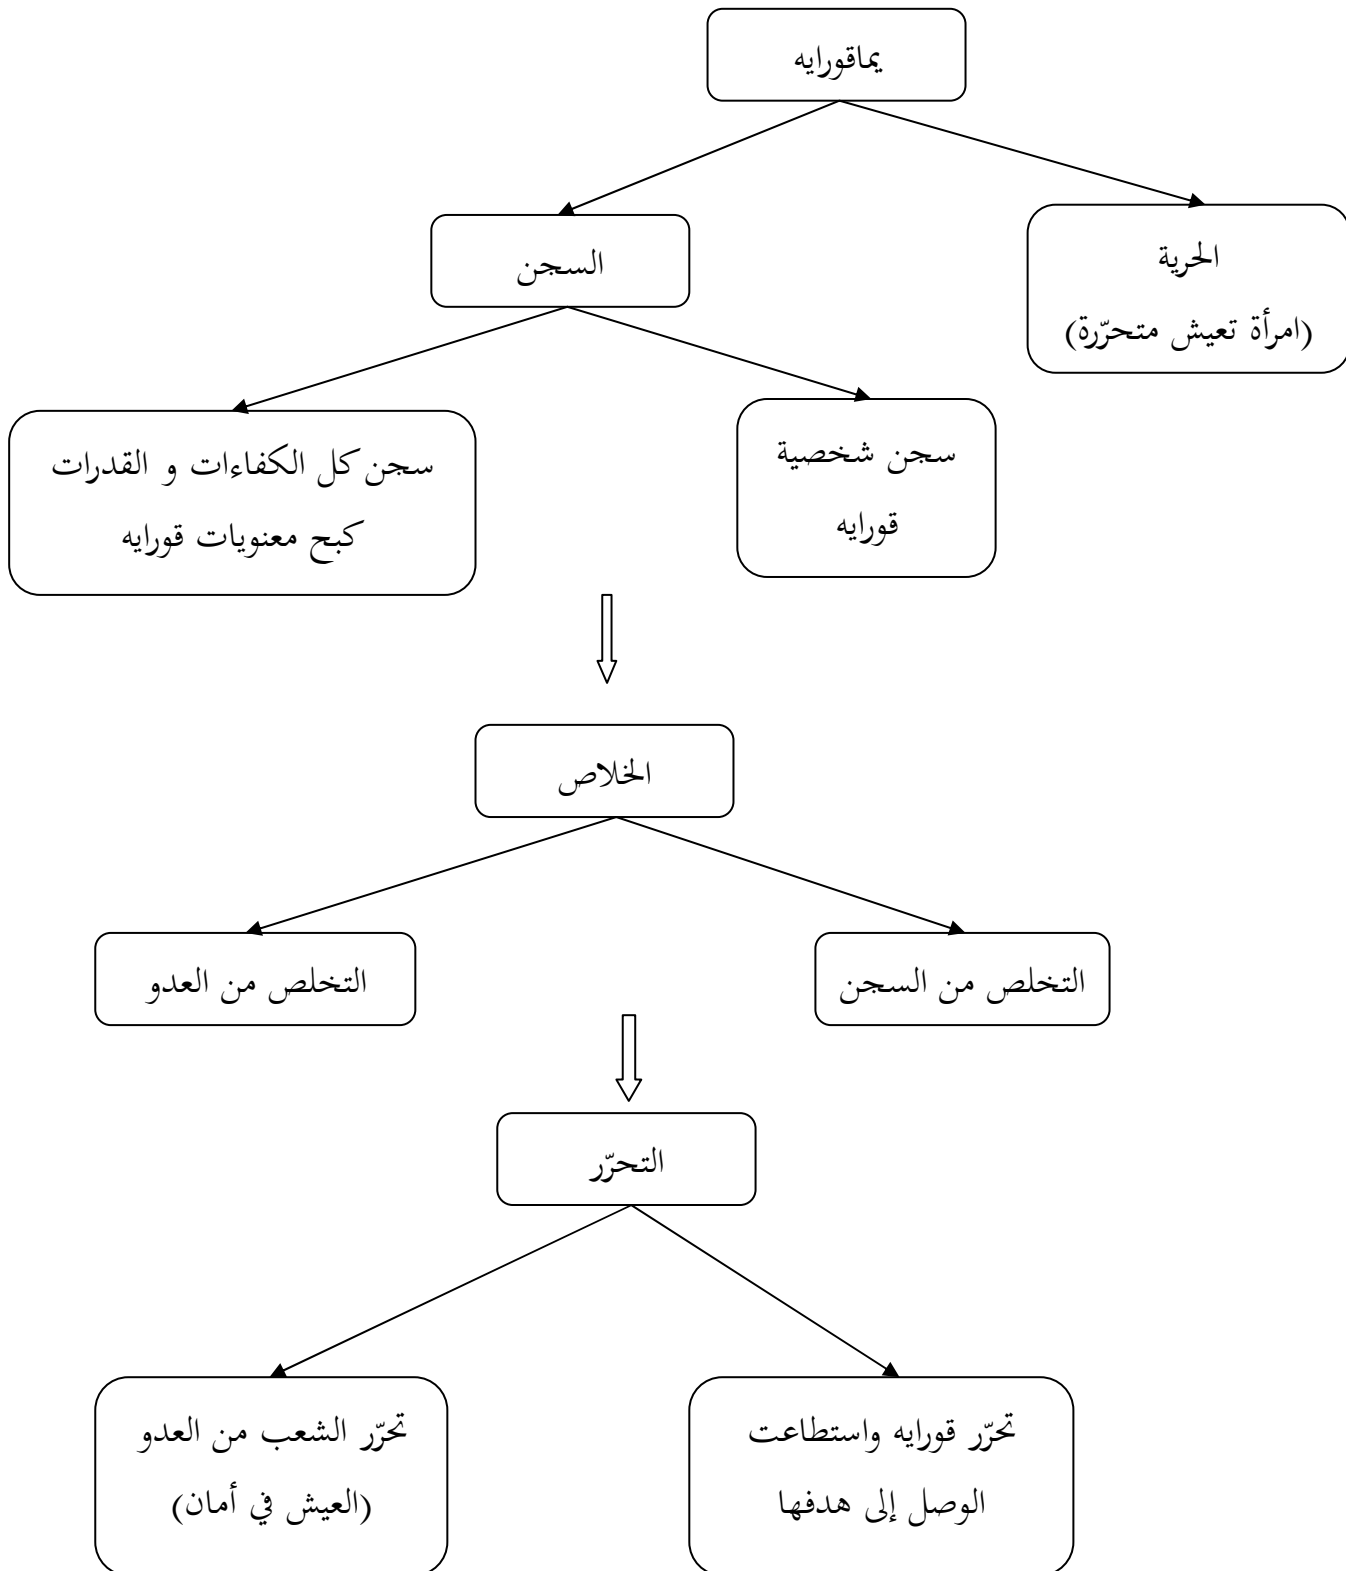 يماقورايه
الحرية
(امرأة تعيش متحرّرة)
السجن
سجن شخصية
قورايه
سجن كل الكفاءات و القدرات
كبح معنويات قورايه
الخلاص
التخلص من السجن
التخلص من العدو
التحرّر
تحرّر قورايه واستطاعت
الوصل إلى هدفها
تحرّر الشعب من العدو
(العيش في أمان)